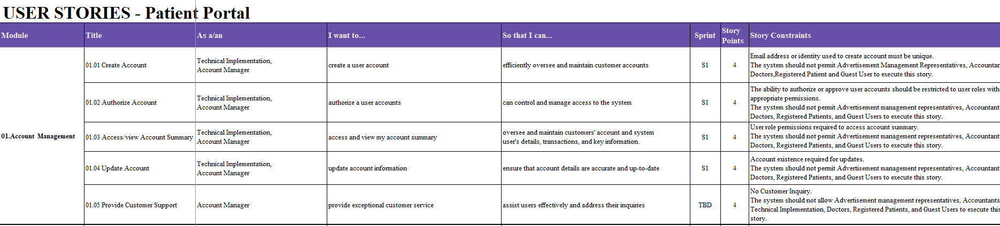 USER STORIES - Patient Portal
Module Title As a/an I want to... So that I can... Sprint Story Points Story Constraints
01.Account Management
01.01 Create Account
Technical Implementation,
Account Manager
create a user account
efficiently oversee and maintain customer accounts
S1
4
Email address or identity used to create account must be unique.
The system should not permit Advertisement Management Representatives, Accountan
Doctors,Registered Patient and Guest User to execute this story.
01.02 Authorize Account
Technical Implementation,
Account Manager
authorize a user accounts
can control and manage access to the system
S1
4
The ability to authorize or approve user accounts should be restricted to user roles with
appropriate permissions.
The system should not permit Advertisement management representatives, Accountant
Doctors, Registered Patients, and Guest Users to execute this story.
01.03 Access/view Account Summary
Technical Implementation,
Account Manager
access and view my account summary
oversee and maintain customers' account and system
user's details, transactions, and key information.
S1
4
User role permissions required to access account summary.
The system should not permit Advertisement management representatives, Accountant
Doctors, Registered Patients, and Guest Users to execute this story.
01.04 Update Account
Technical Implementation,
Account Manager
update account information
ensure that account details are accurate and up-to-date
S1
4
Account existence required for updates.
The system should not permit Advertisement management representatives, Accountant
Doctors, Registered Patients, and Guest Users to execute this story.
01.05 Provide Customer Support
Account Manager
provide exceptional customer service
assist users effectively and address their inquiries
TBD
4
No Customer Inquiry.
The system should not allow Advertisement management representatives, Accountants
Technical Implementation, Doctors, Registered Patients, and Guest Users to execute this
story.